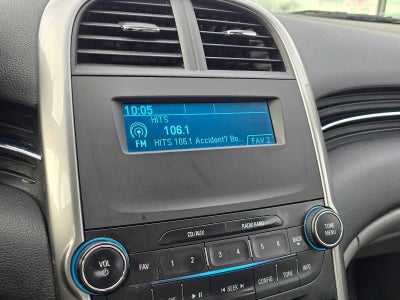 10:05
HITS
106.1
FM HITS 106.1 Accident? Bo... FAV 2
CD/AUX RADIO/BAND
FAV 1 2 3 4 5 6 BACK
VOL
TONE MENU
SEEK CONFIG TONE INFO